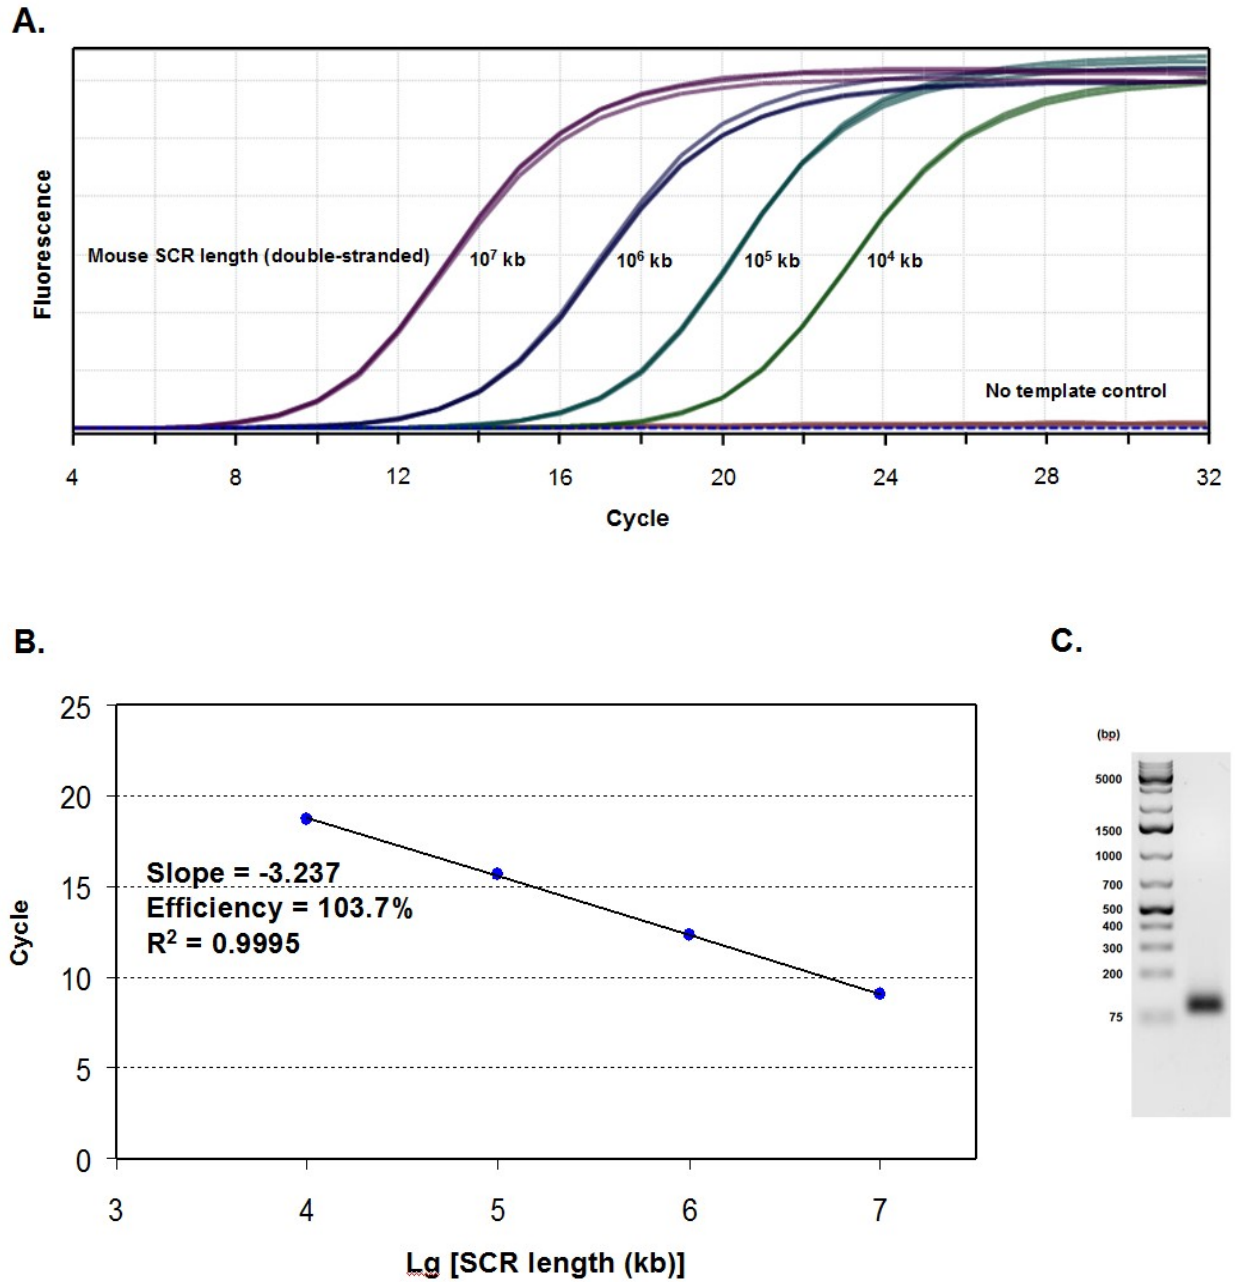 A.
Fluorescence
Mouse SCR length (double-stranded)
10⁷ kb
10⁶ kb
10⁵ kb
10⁴ kb
No template control
4 8 12 16 20 24 28 32
Cycle
B.
25
20
15
10
5
0
Cycle
Slope = -3.237
Efficiency = 103.7%
R² = 0.9995
3 4 5 6 7
Lg [SCR length (kb)]
C.
(bp)
5000
1500
1000
700
500
400
300
200
75